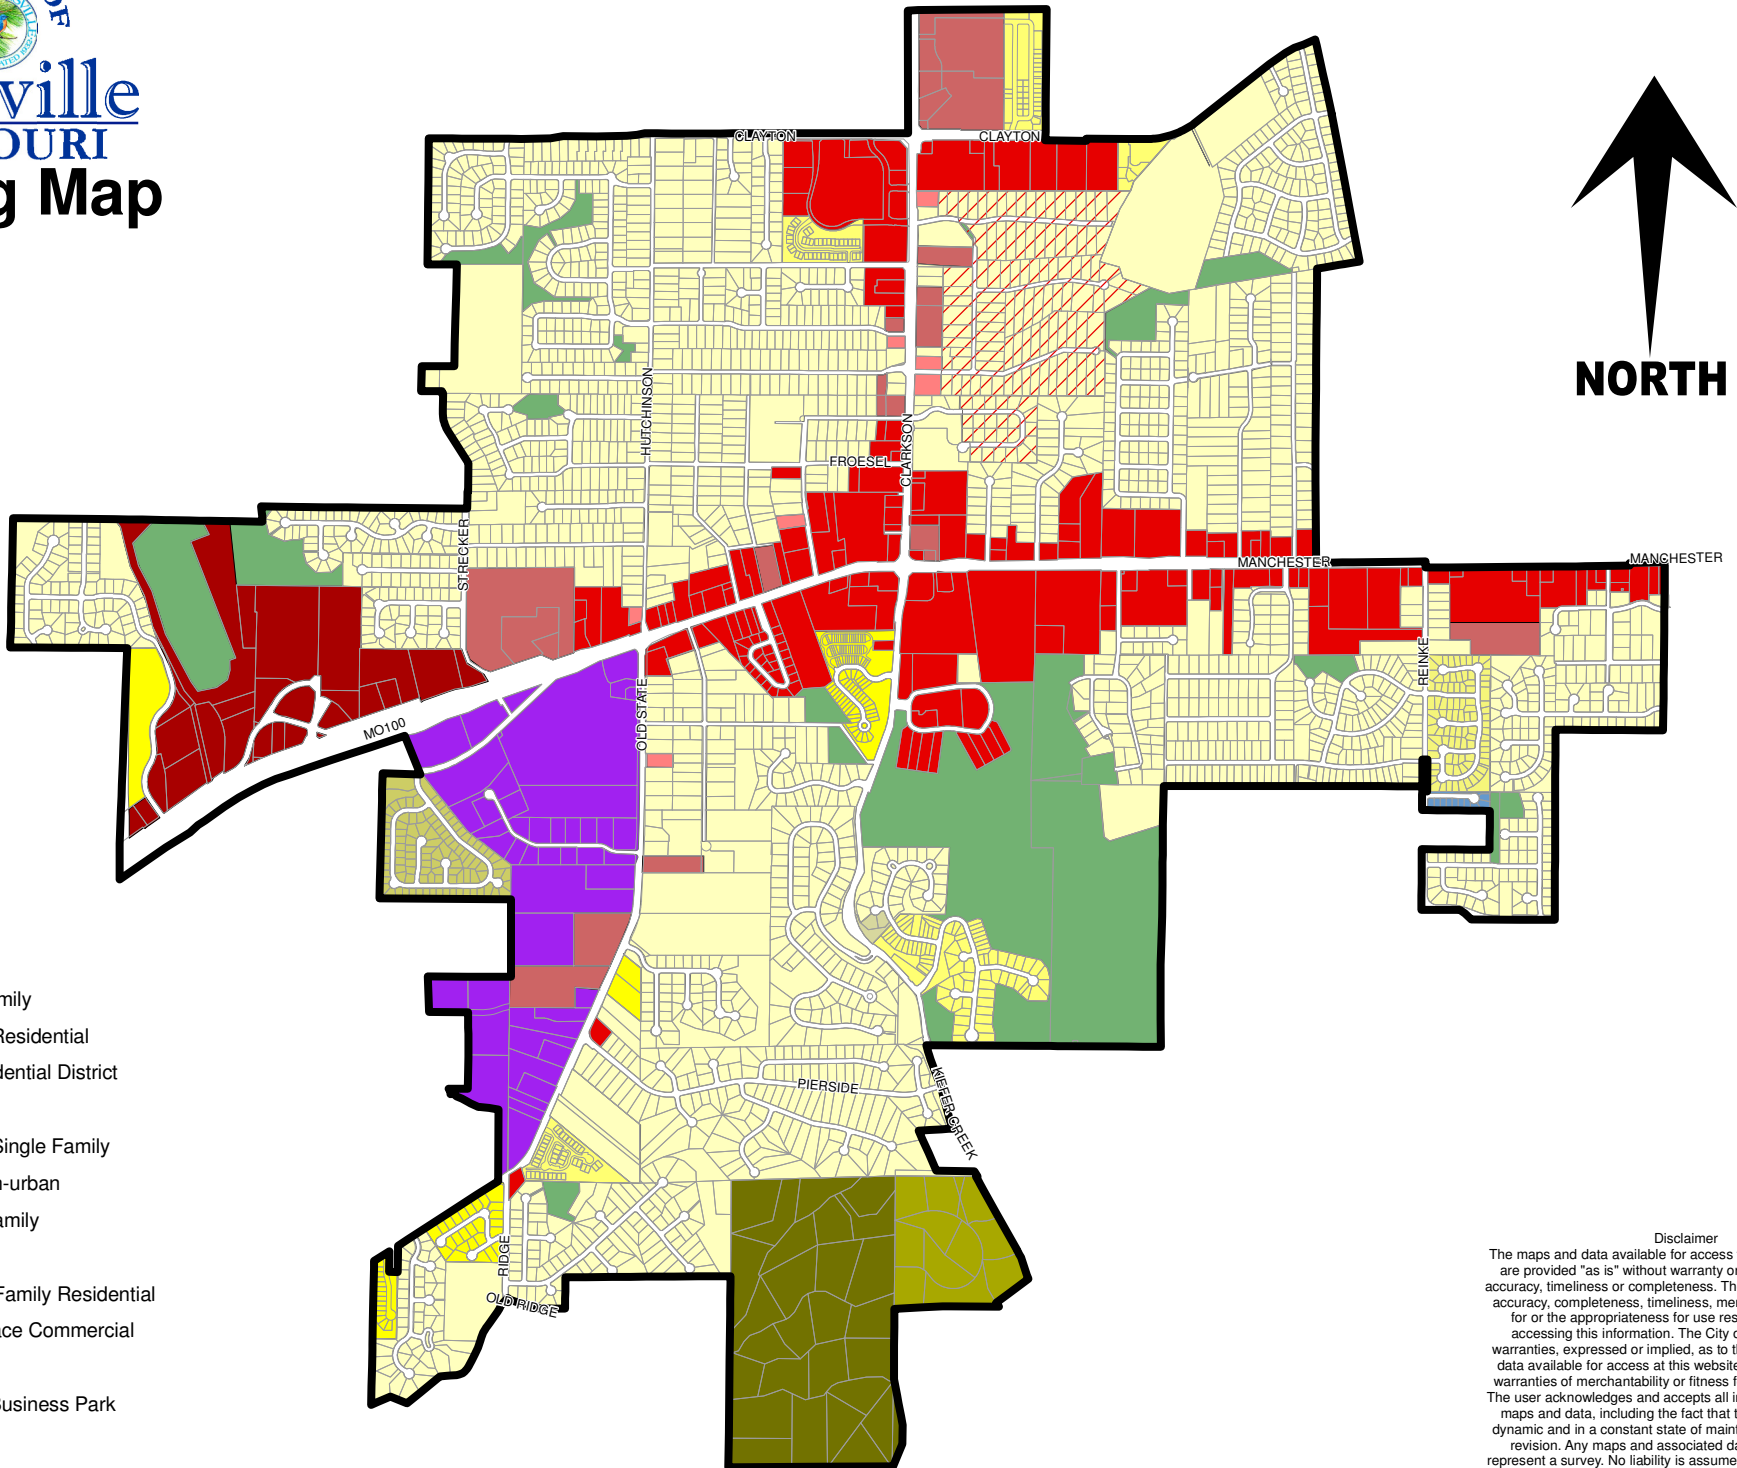 OF
ville
OURI
g Map
CLAYTON
CLAYTON
HUTCHINSON
FROESEL
CLARKSON
STRECKER
MANCHESTER
MANCHESTER
REINKE
OLD STATE
MO100
PIERSIDE
KIEFER CREEK
RIDGE
OLD RIDGE
NORTH
mily
Residential
dential District
Single Family
n-urban
amily
Family Residential
ace Commercial
Business Park
Disclaimer
The maps and data available for access
are provided "as is" without warranty or
accuracy, timeliness or completeness. Th
accuracy, completeness, timeliness, mer
for or the appropriateness for use res
accessing this information. The City o
warranties, expressed or implied, as to th
data available for access at this website
warranties of merchantability or fitness f
The user acknowledges and accepts all in
maps and data, including the fact that t
dynamic and in a constant state of maint
revision. Any maps and associated da
represent a survey. No liability is assume